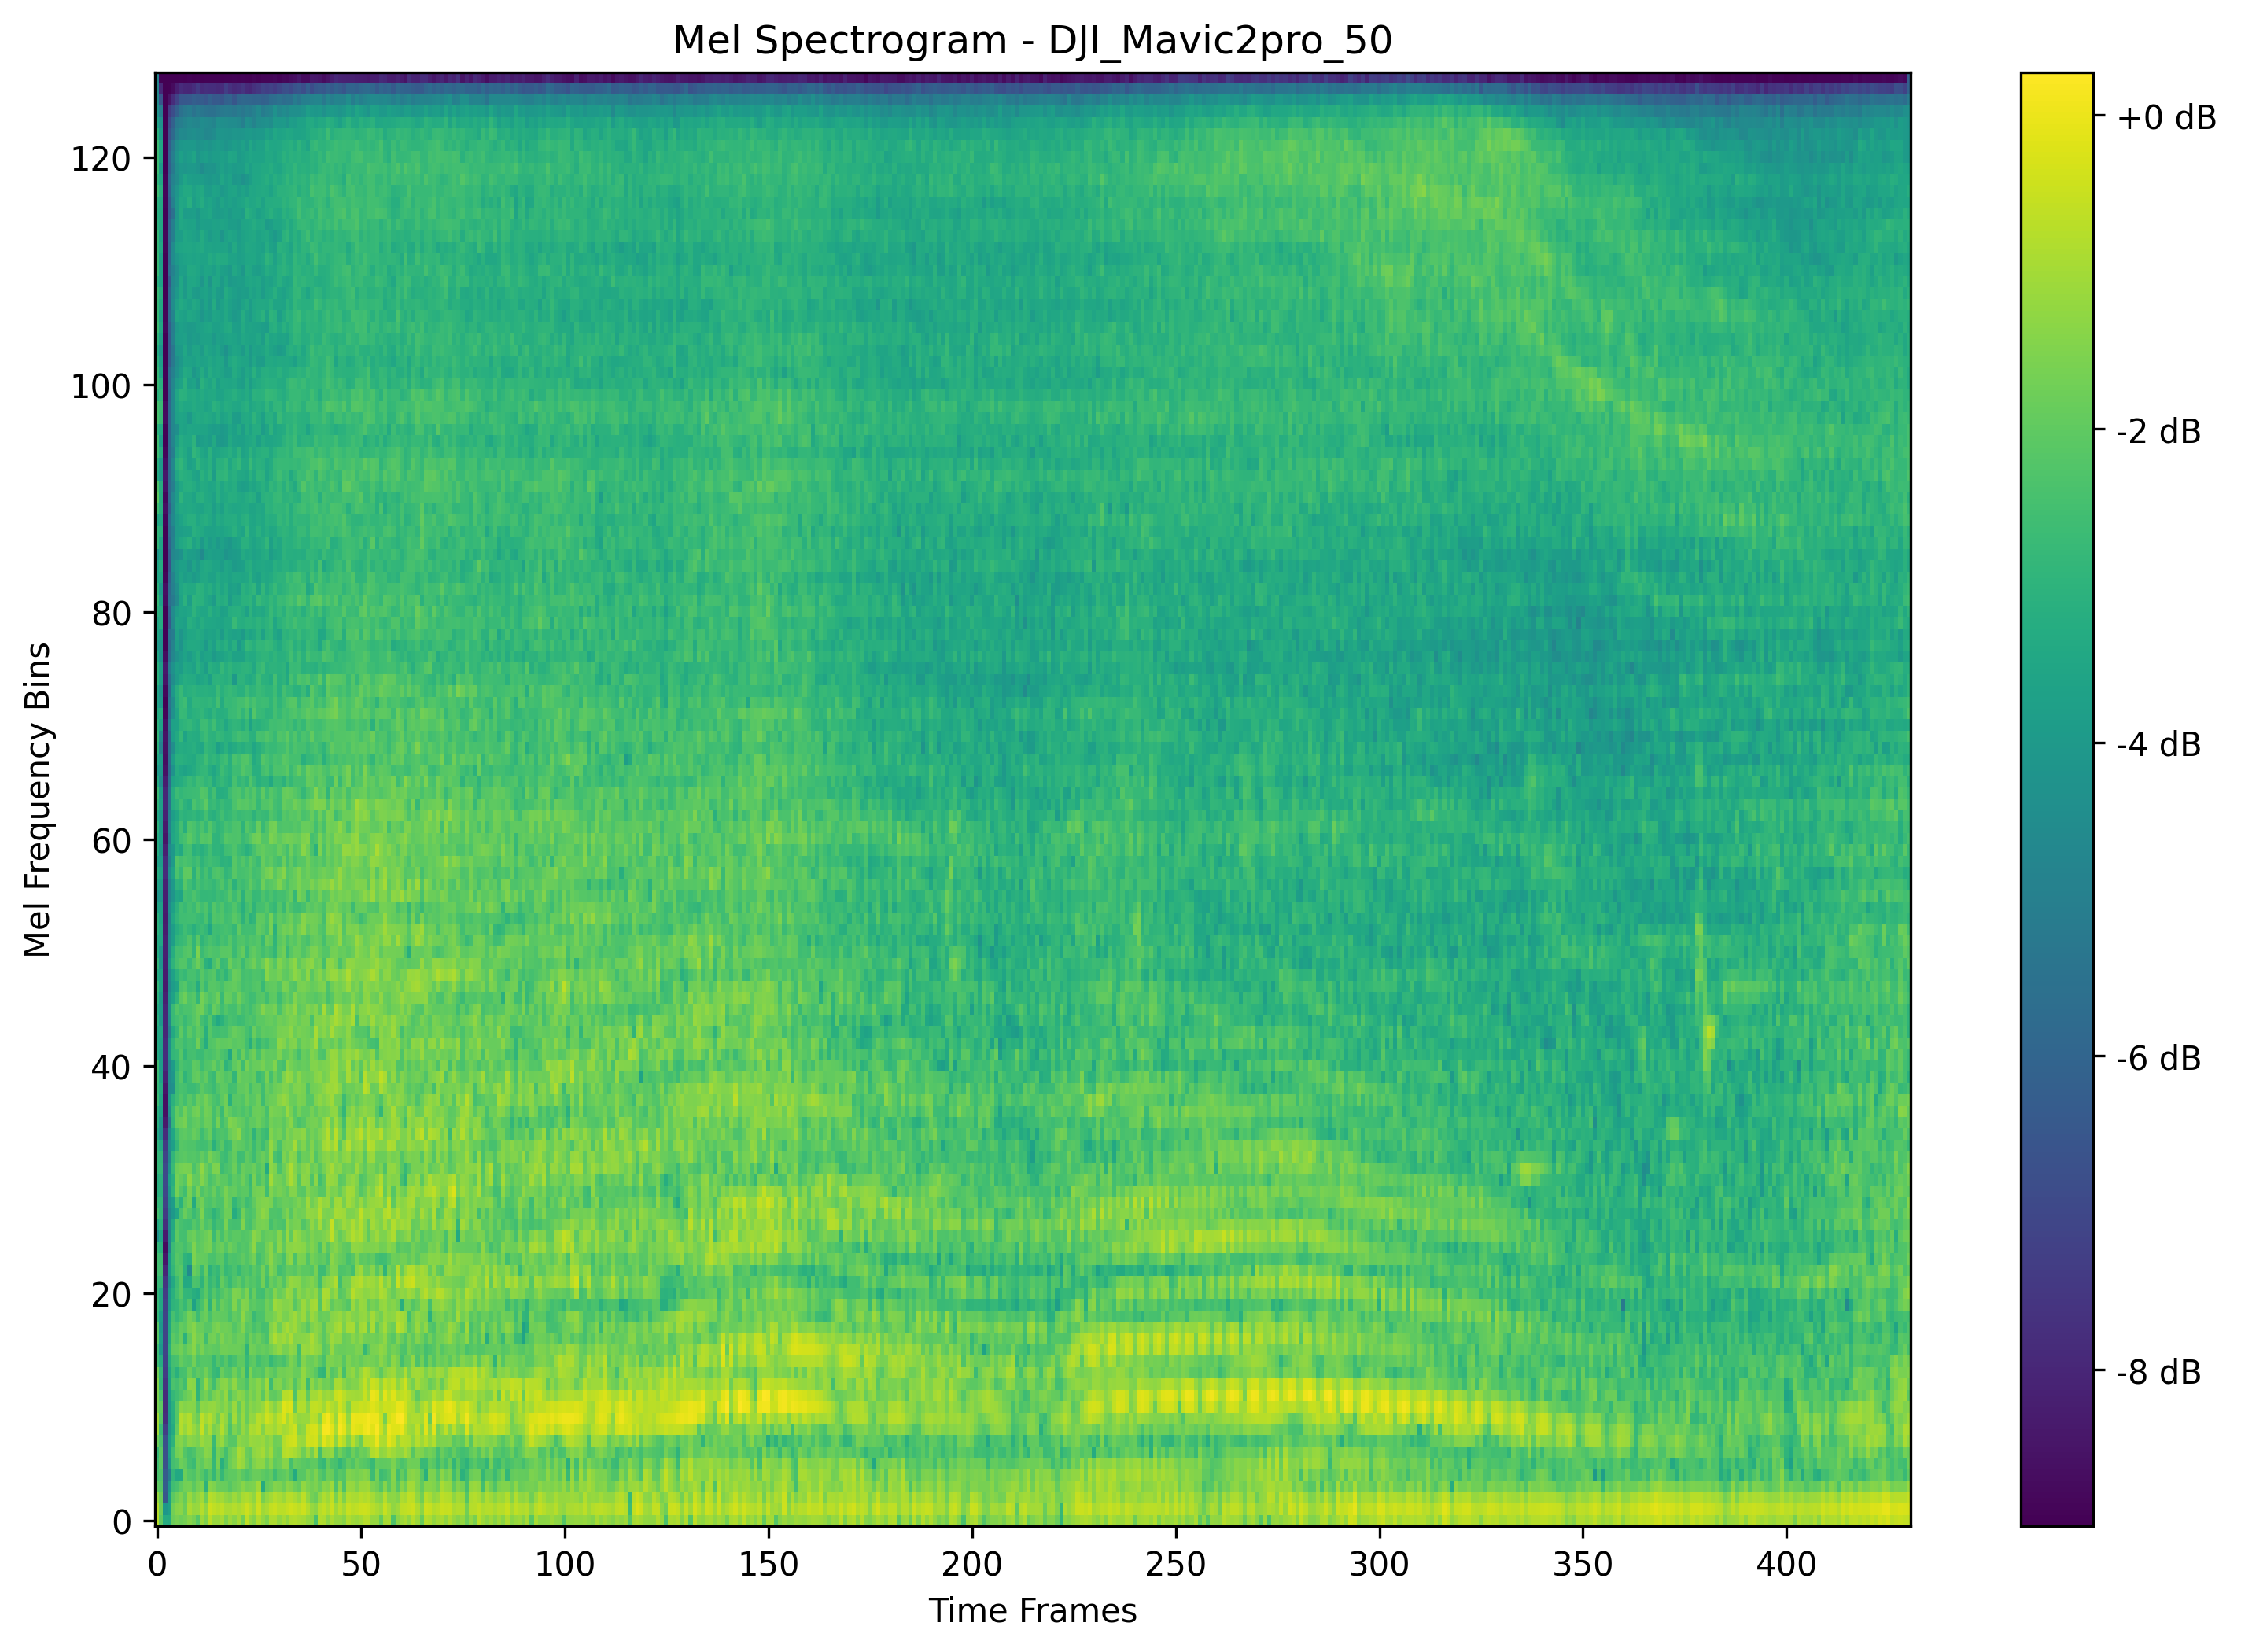 Mel Spectrogram - DJI_Mavic2pro_50
Mel Frequency Bins
120
100
80
60
40
20
0
0 50 100 150 200 250 300 350 400
Time Frames
+0 dB
-2 dB
-4 dB
-6 dB
-8 dB